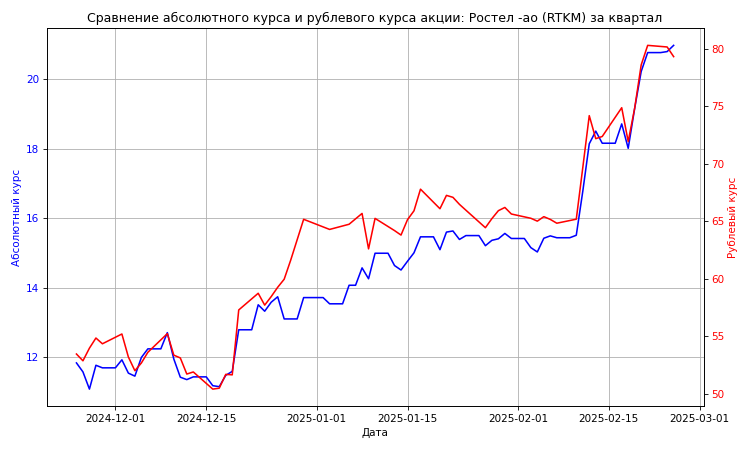 Сравнение абсолютного курса и рублевого курса акции: Ростел -ао (RTKM) за квартал
Абсолютный курс
20
18
16
14
12
80
75
70
65
60
55
50
Рублевый курс
2024-12-01 2024-12-15 2025-01-01 2025-01-15 2025-02-01 2025-02-15 2025-03-01
Дата